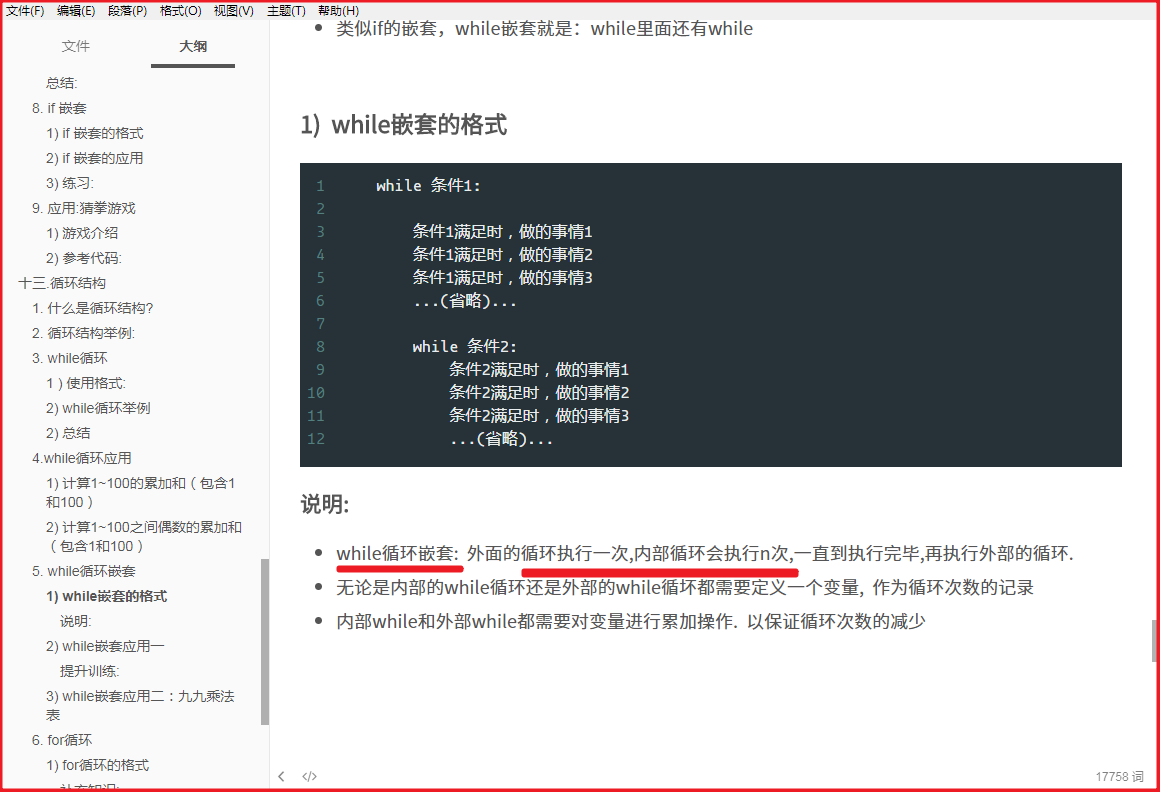 文件(F) 编辑(E) 段落(P) 格式(O) 视图(V) 主题(T) 帮助(H)
文件 大纲
总结:
8. if 嵌套
1) if 嵌套的格式
2) if 嵌套的应用
3) 练习:
9. 应用:猜拳游戏
1) 游戏介绍
2) 参考代码:
十三.循环结构
1. 什么是循环结构?
2. 循环结构举例:
3. while循环
1 ) 使用格式:
2) while循环举例
2) 总结
4.while循环应用
1) 计算1~100的累加和（包含1
和100）
2) 计算1~100之间偶数的累加和
（包含1和100）
5. while循环嵌套
1) while嵌套的格式
说明:
2) while嵌套应用一
提升训练:
3) while嵌套应用二：九九乘法
表
6. for循环
1) for循环的格式
类似if的嵌套，while嵌套就是：while里面还有while
1) while嵌套的格式
1 while 条件1:
2
3 条件1满足时，做的事情1
4 条件1满足时，做的事情2
5 条件1满足时，做的事情3
6 ...(省略)...
7
8 while 条件2:
9 条件2满足时，做的事情1
10 条件2满足时，做的事情2
11 条件2满足时，做的事情3
12 ...(省略)...
说明:
while循环嵌套: 外面的循环执行一次,内部循环会执行n次,一直到执行完毕,再执行外部的循环.
无论是内部的while循环还是外部的while循环都需要定义一个变量, 作为循环次数的记录
内部while和外部while都需要对变量进行累加操作. 以保证循环次数的减少
17758 词